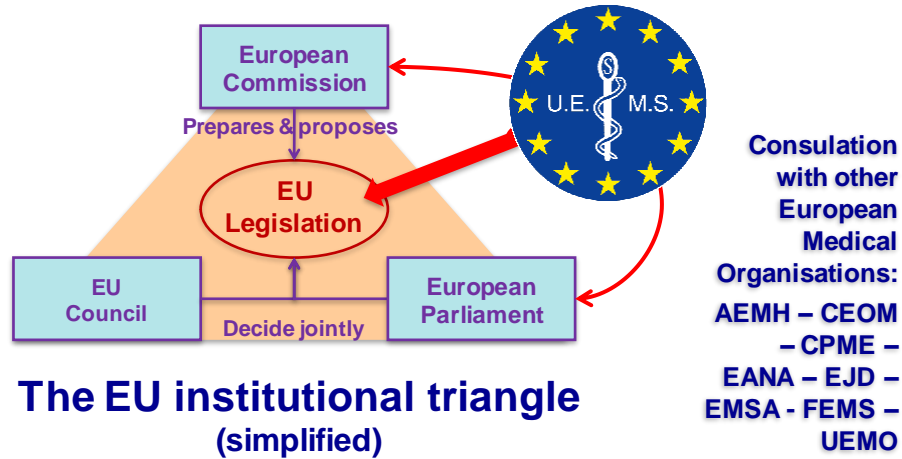 European
Commission
Prepares & proposes
EU
Legislation
EU
Council
European
Parliament
Decide jointly
The EU institutional triangle
(simplified)
U.E. S M.S.
Consulation
with other
European
Medical
Organisations:
AEMH – CEOM
– CPME –
EANA – EJD –
EMSA - FEMS –
UEMO